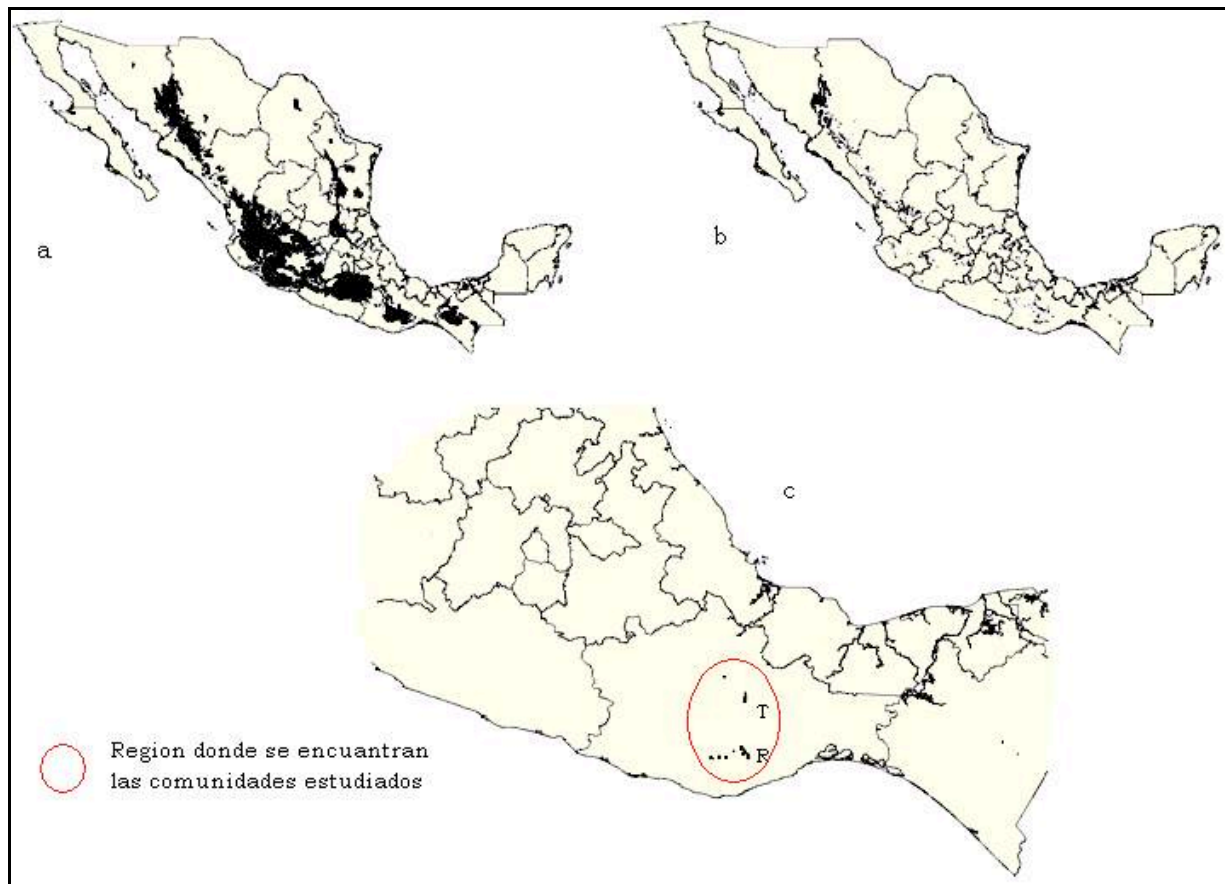 a
b
c
T
R
Region donde se encuantran
las comunidades estudiados